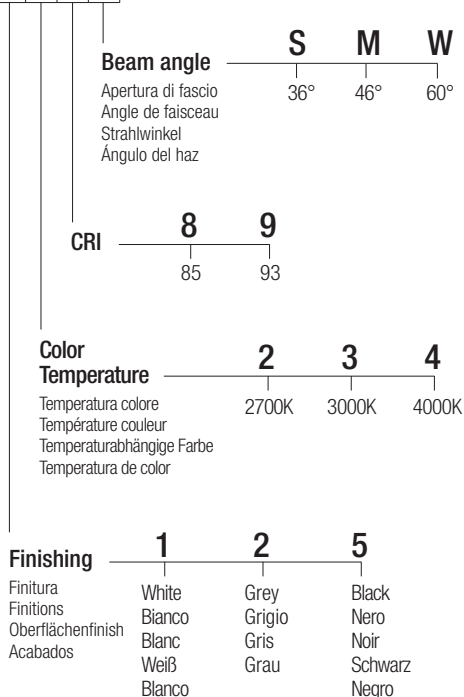 S M W
Beam angle
Apertura di fascio
Angle de faisceau
Strahlwinkel
Ángulo del haz
36° 46° 60°
8 9
CRI
85 93
Color
Temperature
2 3 4
Temperatura colore
Température couleur
Temperaturabhängige Farbe
Temperatura de color
2700K 3000K 4000K
1 2 5
Finishing
Finitura
Finitions
Oberflächenfinish
Acabados
White
Bianco
Blanc
Weiß
Blanco
Grey
Grigio
Gris
Grau
Black
Nero
Noir
Schwarz
Negro